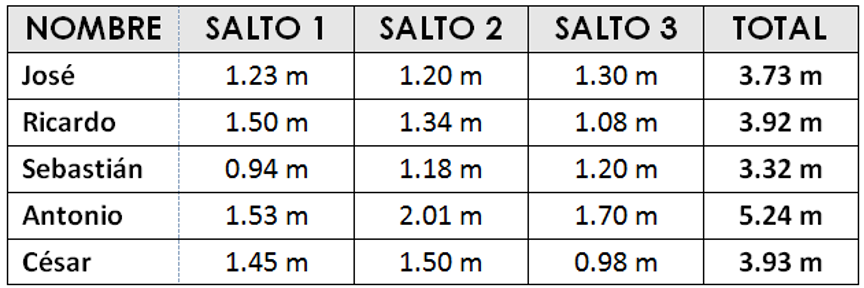 NOMBRE SALTO 1 SALTO 2 SALTO 3 TOTAL
José 1.23 m 1.20 m 1.30 m 3.73 m
Ricardo 1.50 m 1.34 m 1.08 m 3.92 m
Sebastián 0.94 m 1.18 m 1.20 m 3.32 m
Antonio 1.53 m 2.01 m 1.70 m 5.24 m
César 1.45 m 1.50 m 0.98 m 3.93 m